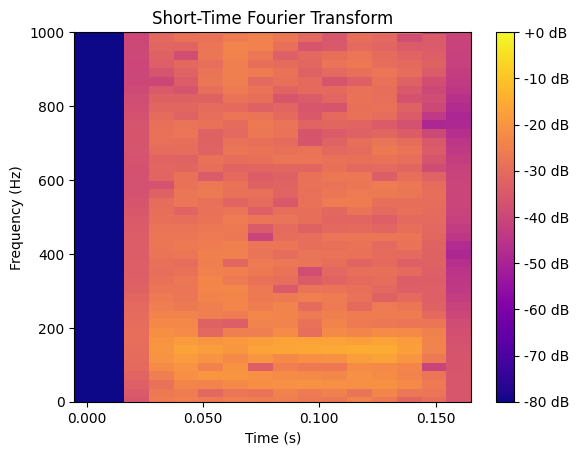 Short-Time Fourier Transform
1000
800
600
400
200
0
Frequency (Hz)
0.000
0.050
0.100
0.150
Time (s)
+0 dB
-10 dB
-20 dB
-30 dB
-40 dB
-50 dB
-60 dB
-70 dB
-80 dB